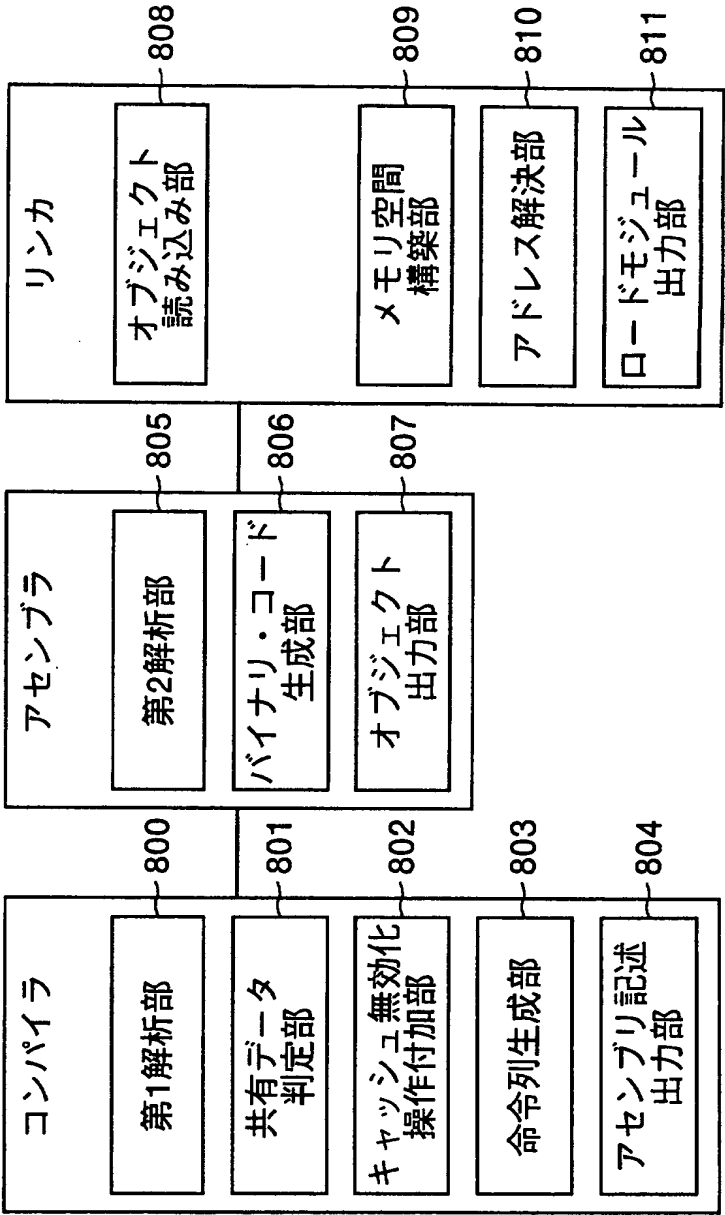 コンパイラ
第1解析部
800
共有データ
判定部
801
キャッシュ無効化
操作付加部
802
命令列生成部
803
アセンブリ記述
出力部
804
アセンブラ
第2解析部
805
バイナリ・コード
生成部
806
オブジェクト
出力部
807
リンカ
オブジェクト
読み込み部
808
メモリ空間
構築部
809
アドレス解決部
810
ロードモジュール
出力部
811